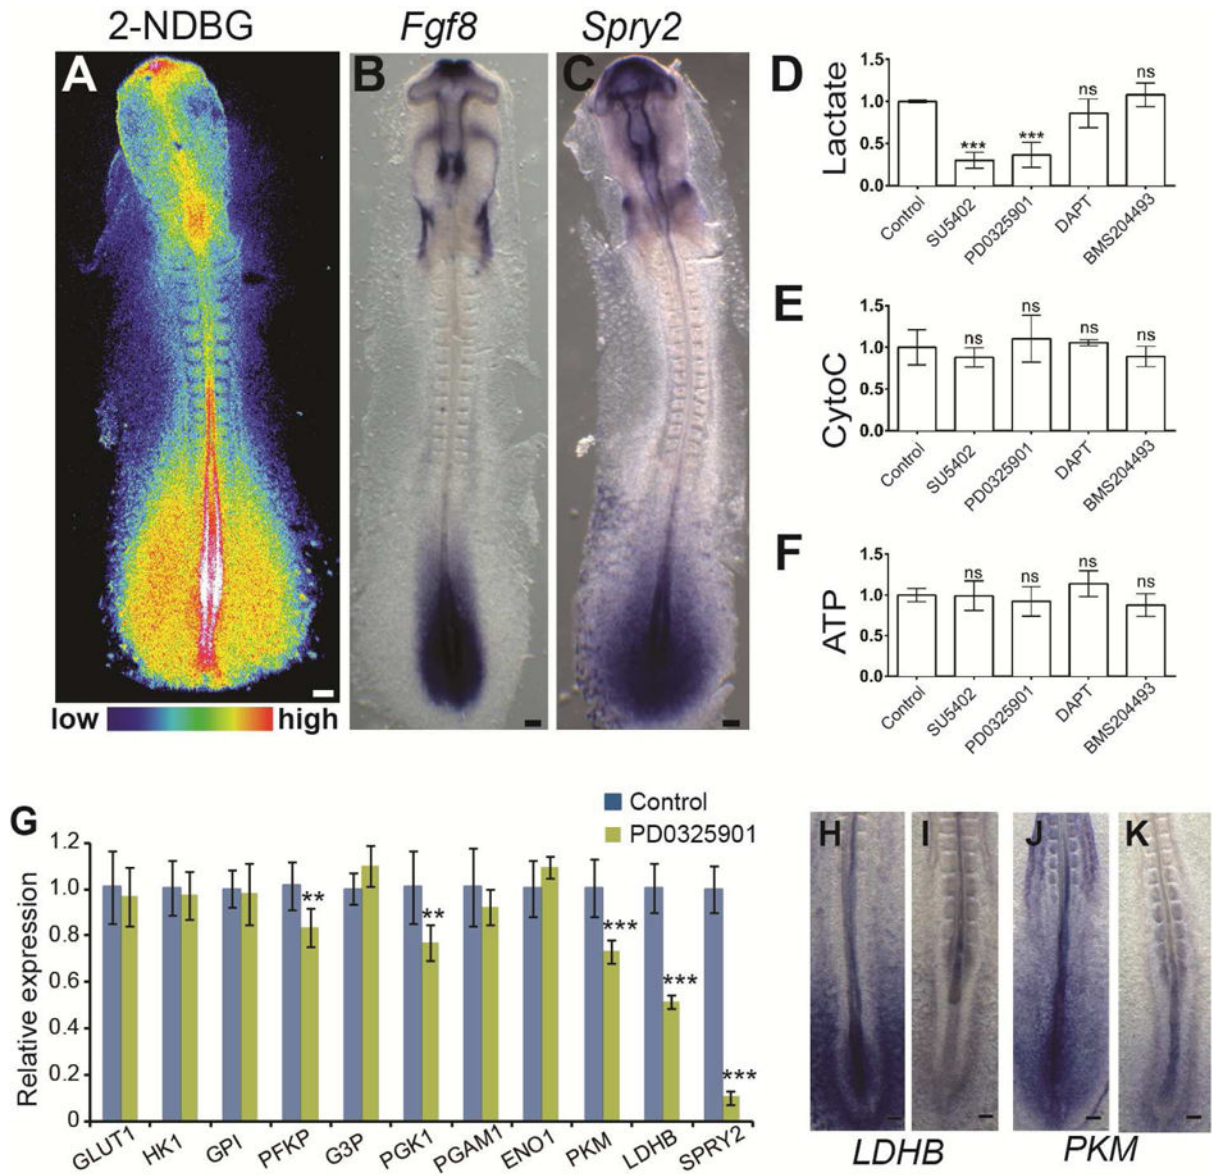 2-NDBG Fgf8 Spry2
A
B
C
low high
D
Lactate
1.5
1.0
0.5
0.0
*** *** ns ns
Control SU5402 PD0325901 DAPT BMS204493
E
CytoC
1.5
1.0
0.5
0.0
ns ns ns ns
Control SU5402 PD0325901 DAPT BMS204493
F
ATP
1.5
1.0
0.5
0.0
ns ns ns ns
Control SU5402 PD0325901 DAPT BMS204493
G
Control
PD0325901
Relative expression
1.2
1.0
0.8
0.6
0.4
0.2
0
** ** *** *** ***
GLUT1 HK1 GPI PFKP G3P PGK1 PGAM1 ENO1 PKM LDHB SPRY2
H I J K
LDHB PKM